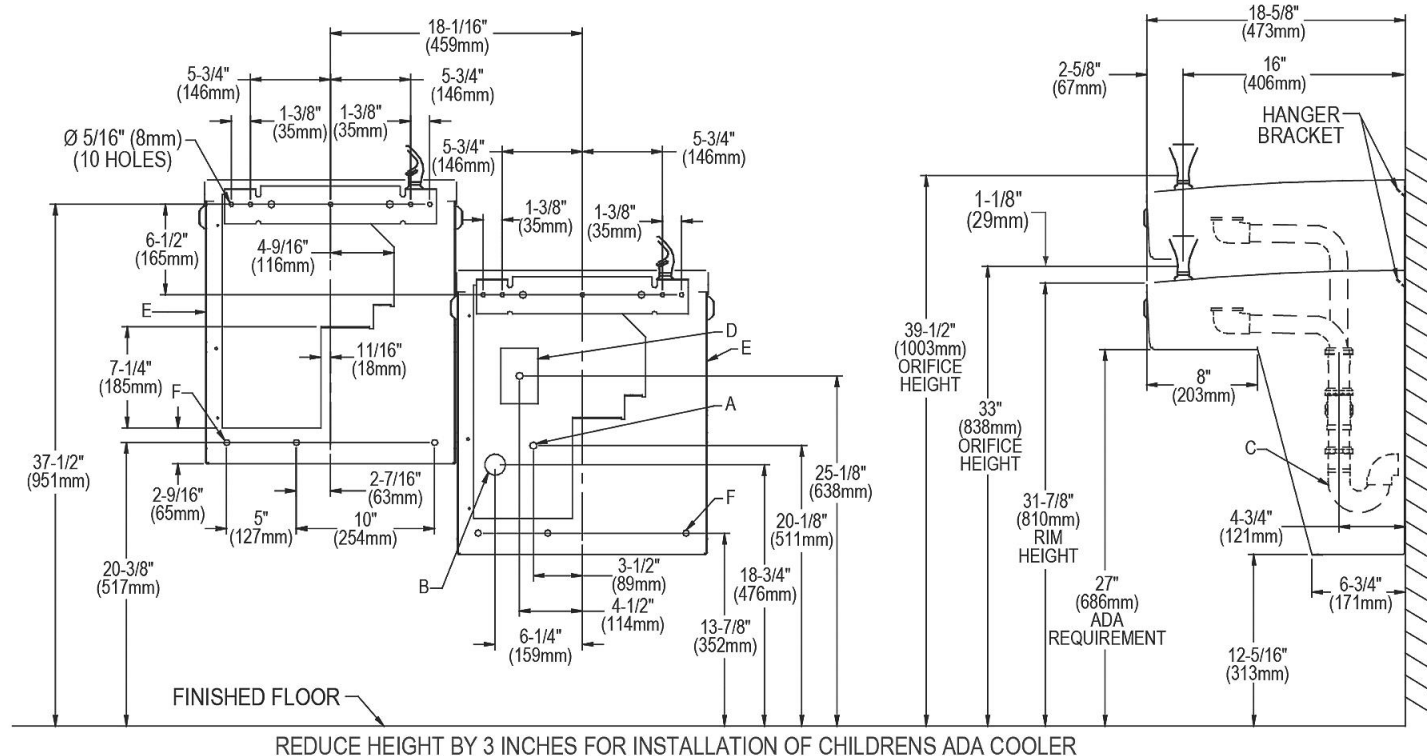 18-1/16"
(459mm)
5-3/4"
(146mm)
5-3/4"
(146mm)
1-3/8"
(35mm)
1-3/8"
(35mm)
Ø 5/16" (8mm)
(10 HOLES)
5-3/4"
(146mm)
5-3/4"
(146mm)
1-3/8"
(35mm)
1-3/8"
(35mm)
6-1/2"
(165mm)
4-9/16"
(116mm)
E
7-1/4"
(185mm)
11/16"
(18mm)
F
37-1/2"
(951mm)
2-9/16"
(65mm)
2-7/16"
(63mm)
5"
(127mm)
10"
(254mm)
20-3/8"
(517mm)
D
E
A
B
F
25-1/8"
(638mm)
20-1/8"
(511mm)
18-3/4"
(476mm)
13-7/8"
(352mm)
3-1/2"
(89mm)
4-1/2"
(114mm)
6-1/4"
(159mm)
FINISHED FLOOR
18-5/8"
(473mm)
2-5/8"
(67mm)
16"
(406mm)
HANGER
BRACKET
1-1/8"
(29mm)
39-1/2"
(1003mm)
ORIFICE
HEIGHT
33"
(838mm)
ORIFICE
HEIGHT
31-7/8"
(810mm)
RIM
HEIGHT
27"
(686mm)
ADA
REQUIREMENT
8"
(203mm)
C
4-3/4"
(121mm)
6-3/4"
(171mm)
12-5/16"
(313mm)
REDUCE HEIGHT BY 3 INCHES FOR INSTALLATION OF CHILDRENS ADA COOLER